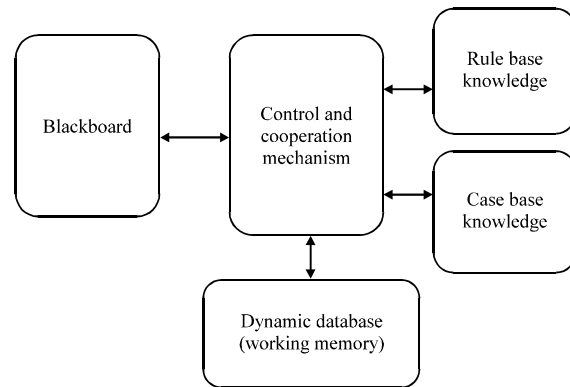 Blackboard
Control and
cooperation
mechanism
Rule base
knowledge
Case base
knowledge
Dynamic database
(working memory)